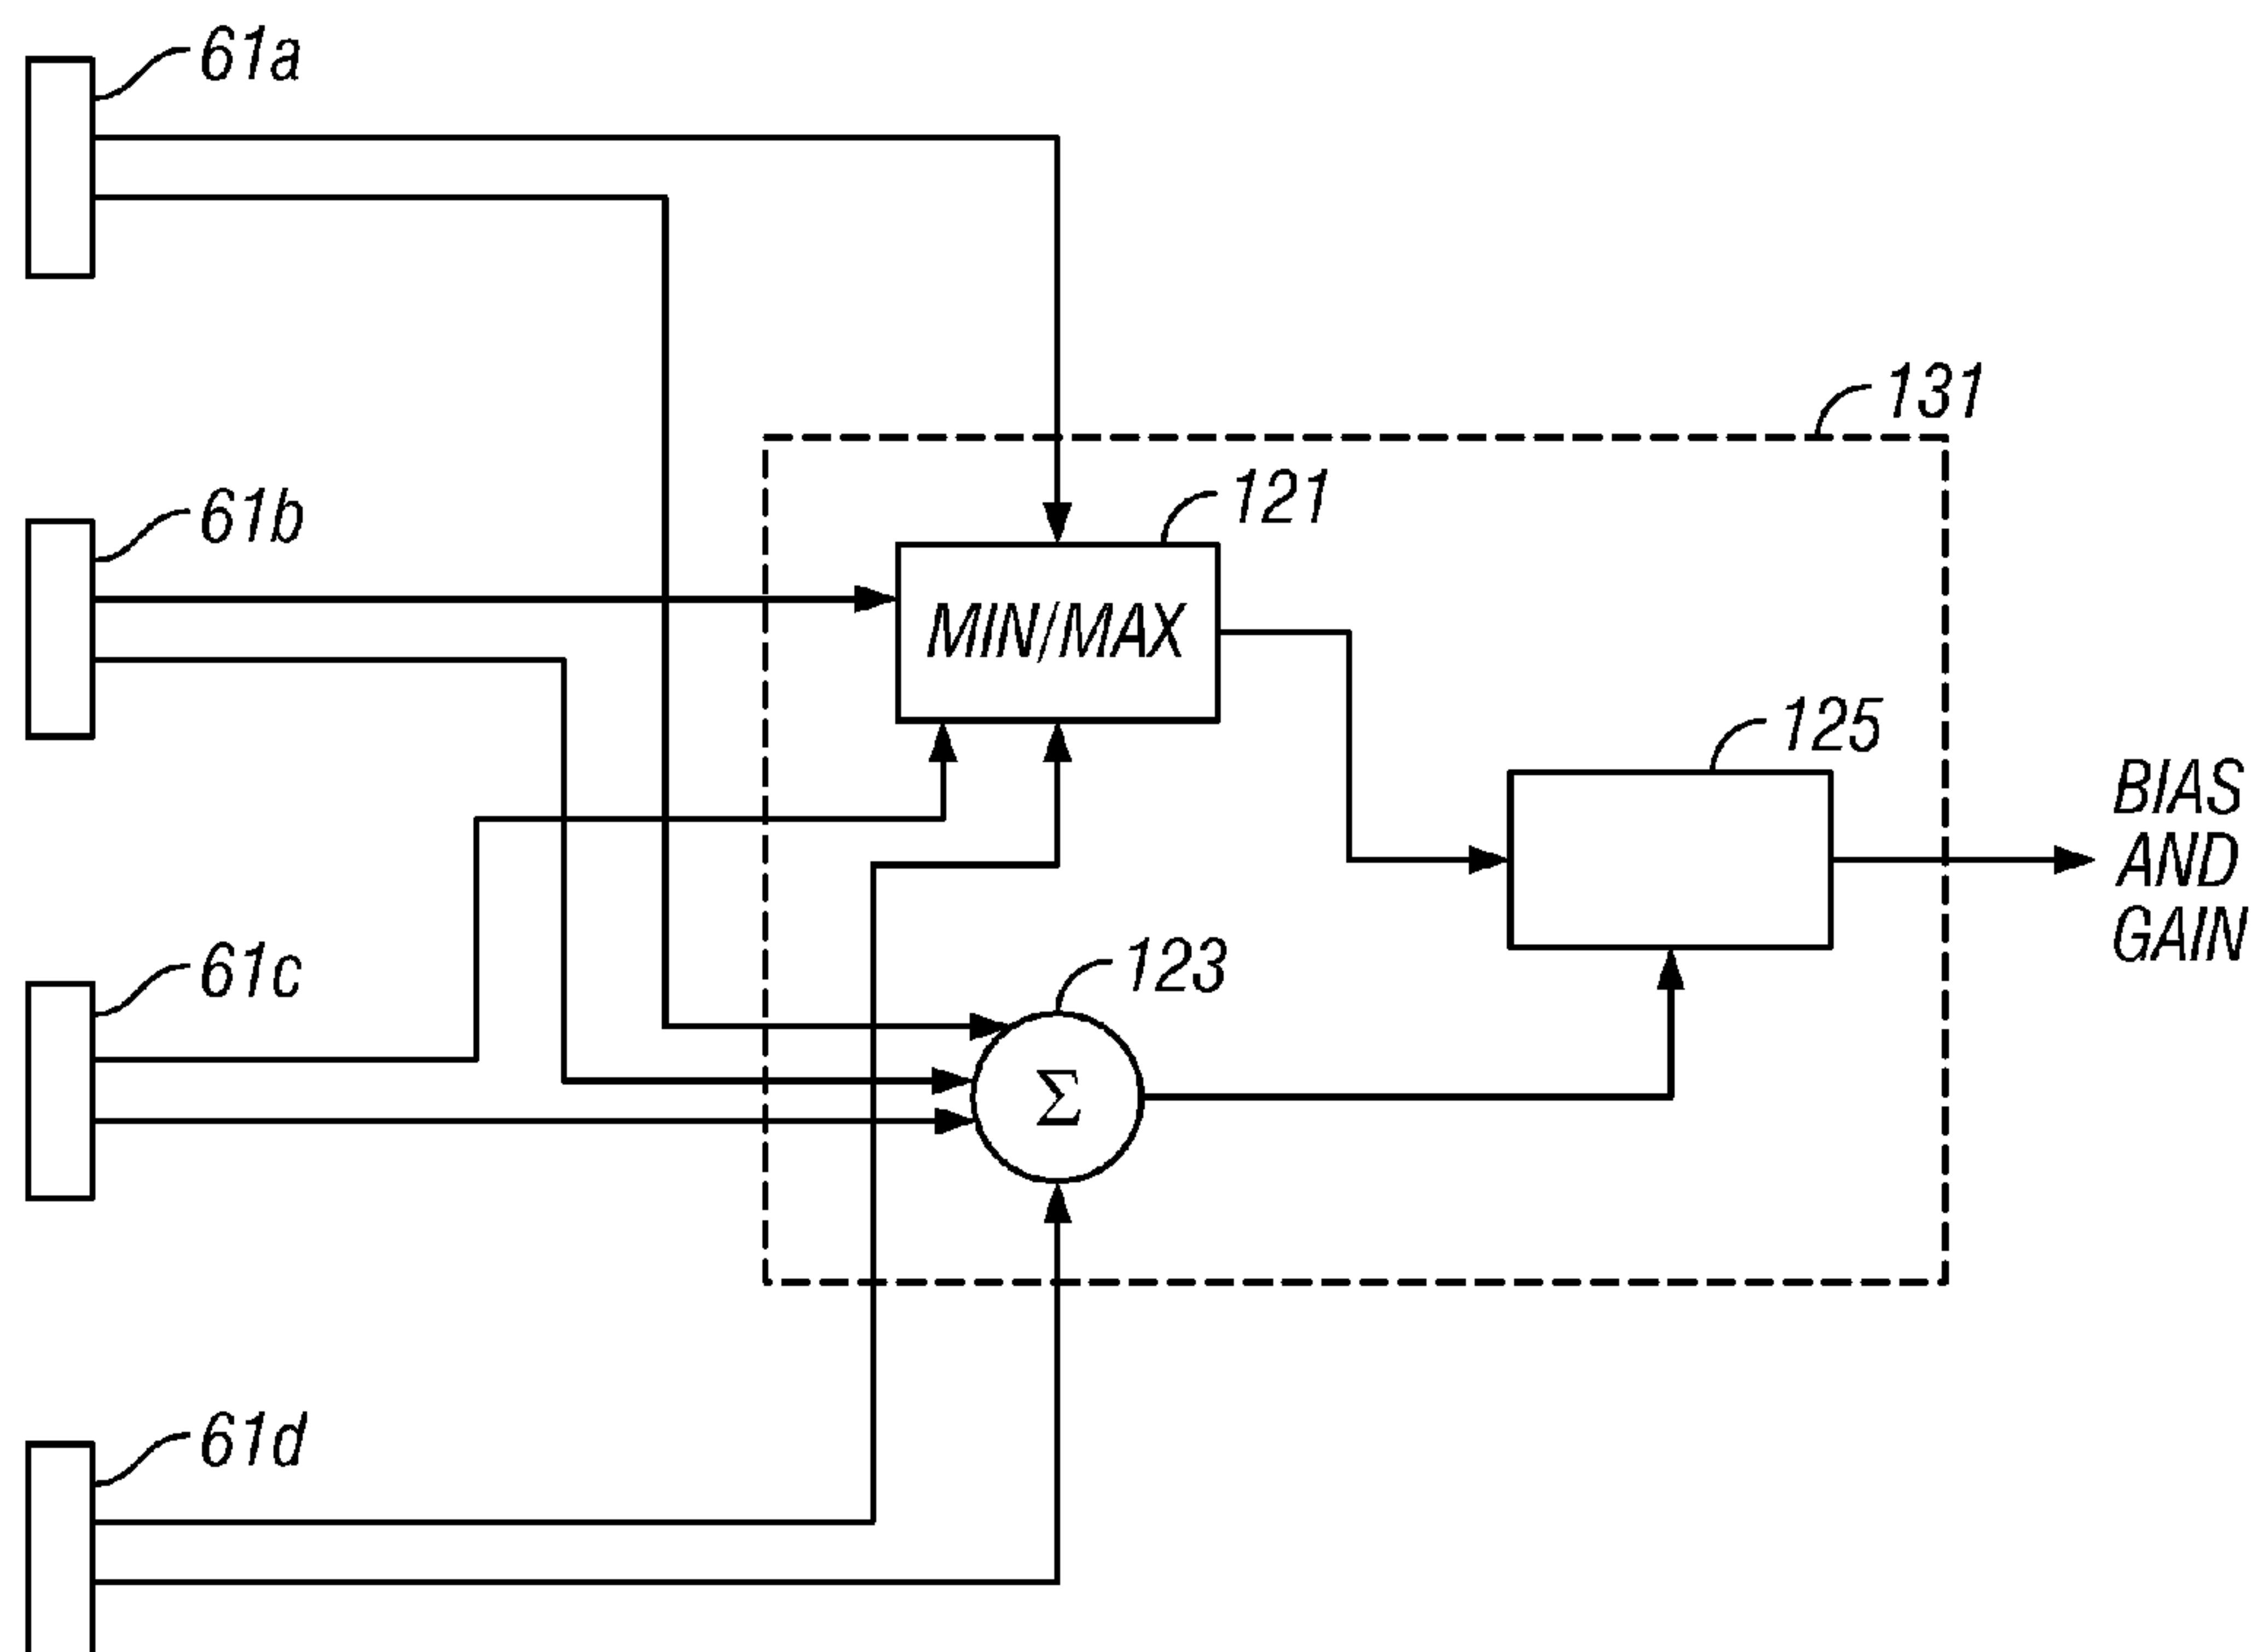 61a
131
121
61b
MIN/MAX
125
BIAS
AND
GAIN
61c
123
Σ
61d